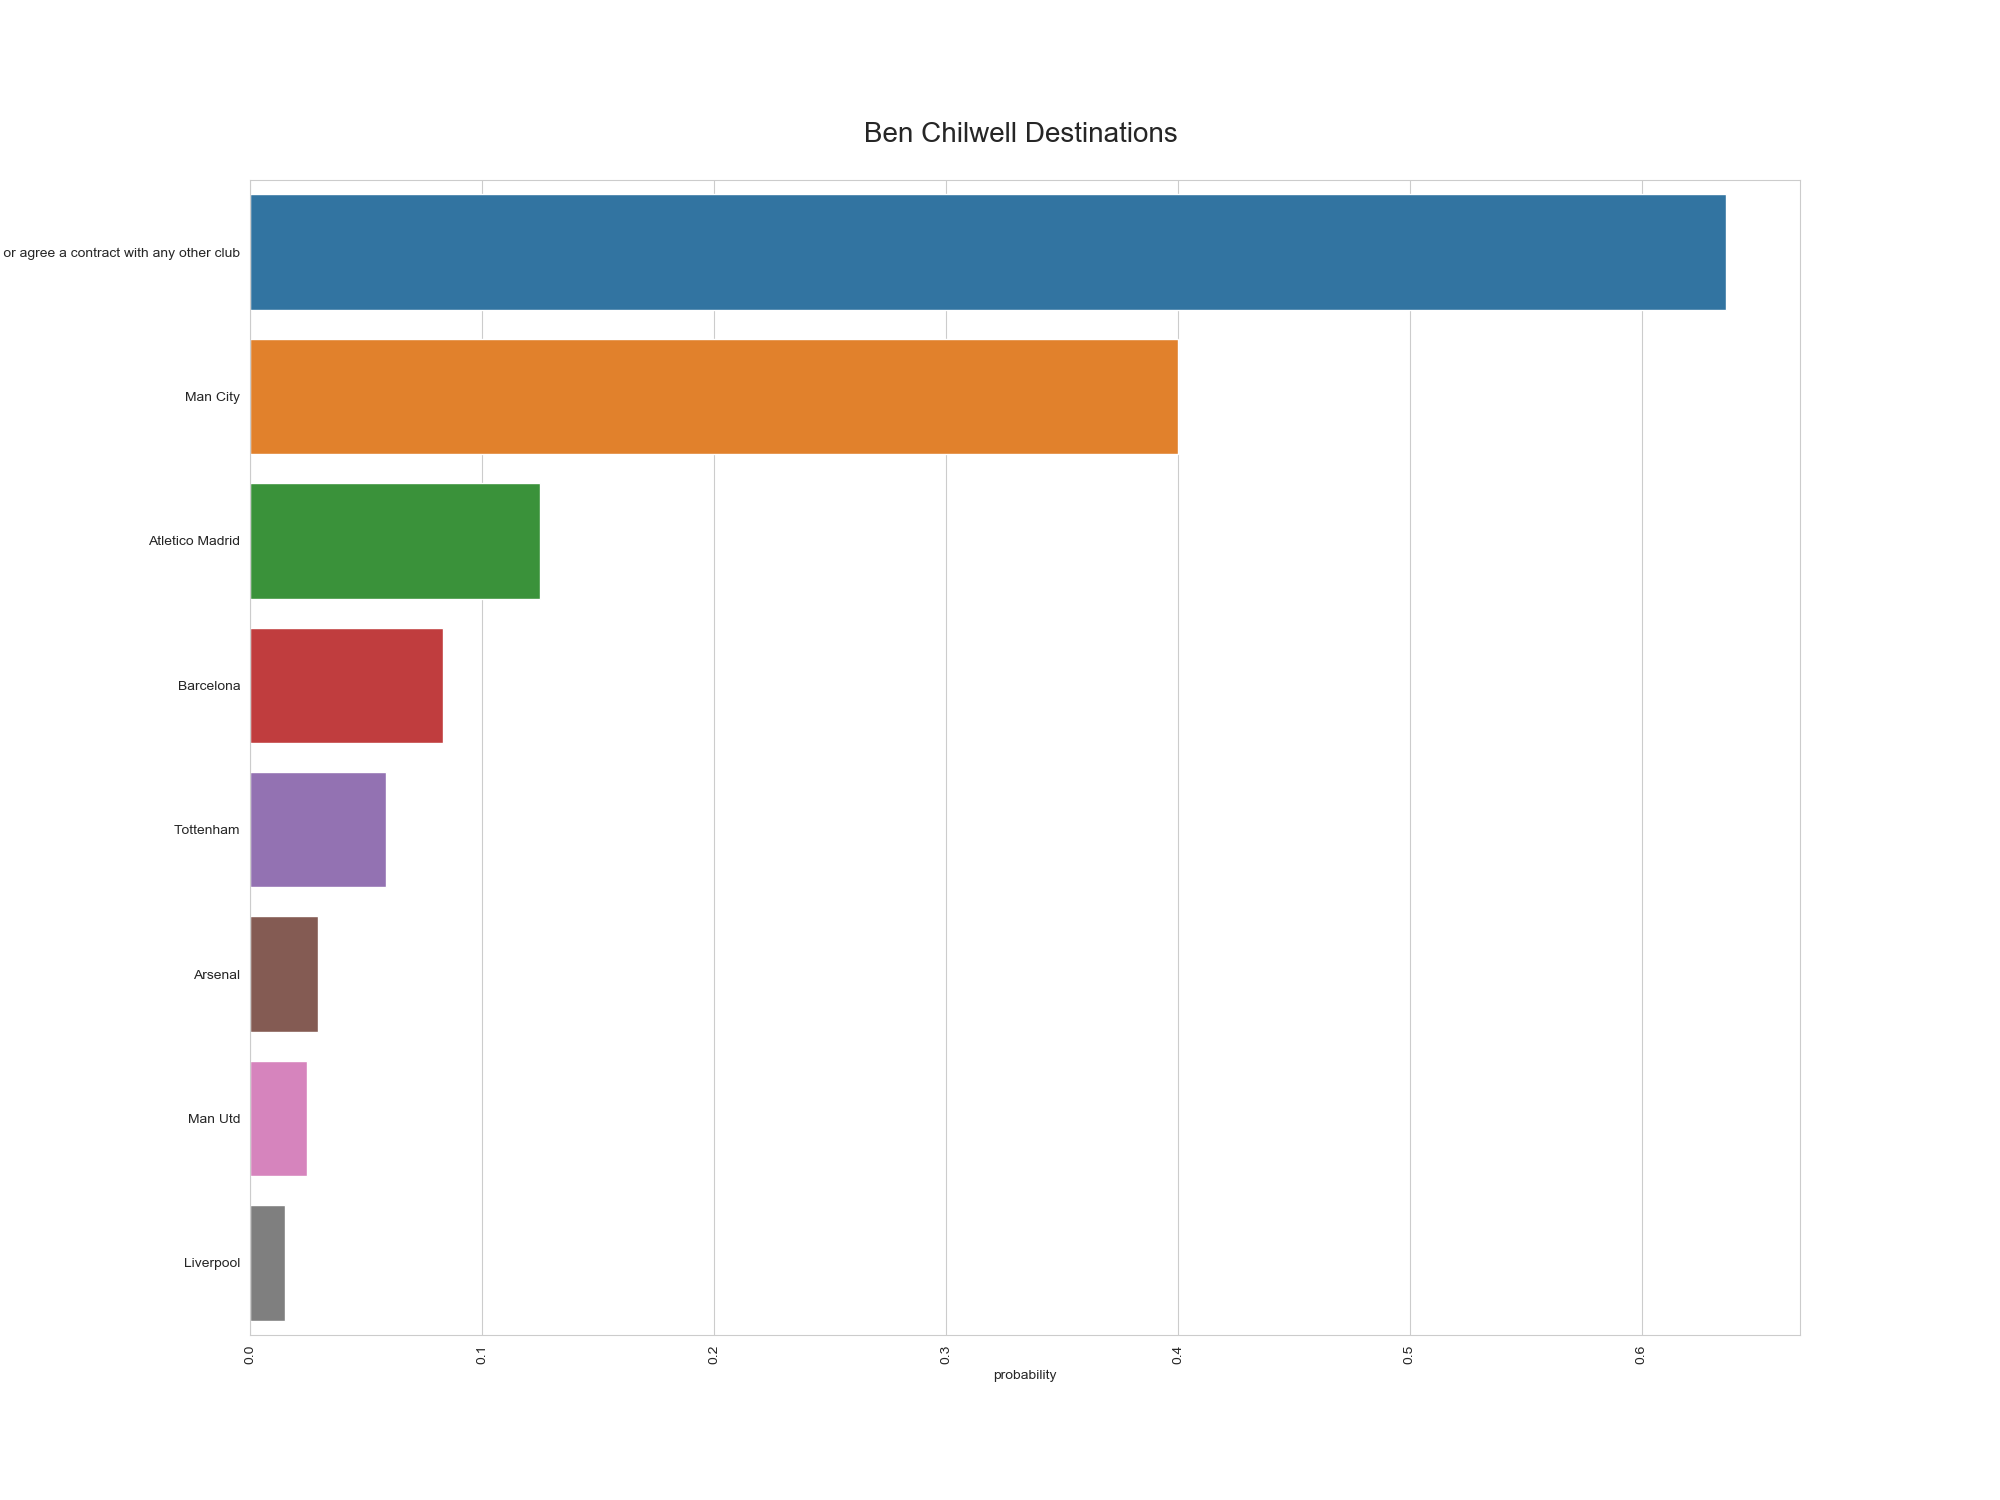 Ben Chilwell Destinations
or agree a contract with any other club
Man City
Atletico Madrid
Barcelona
Tottenham
Arsenal
Man Utd
Liverpool
0.0
0.1
0.2
0.3
0.4
0.5
0.6
probability